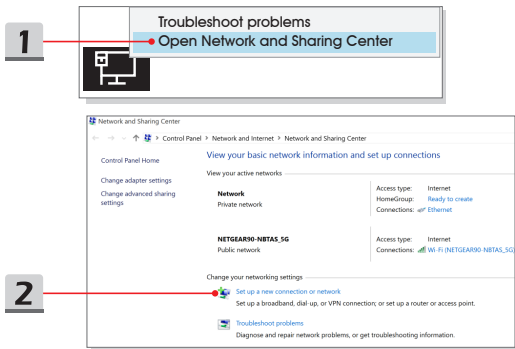 1
Troubleshoot problems
Open Network and Sharing Center
Network and Sharing Center
Control Panel > Network and Internet > Network and Sharing Center
Control Panel Home
Change adapter settings
Change advanced sharing
settings
View your basic network information and set up connections
View your active networks
Network
Private network
Access type: Internet
HomeGroup: Ready to create
Connections: Ethernet
NETGEAR90-NBTAS_5G
Public network
Access type: Internet
Connections: Wi-Fi (NETGEAR90-NBTAS_5G)
Change your networking settings
2
Set up a new connection or network
Set up a broadband, dial-up, or VPN connection; or set up a router or access point.
Troubleshoot problems
Diagnose and repair network problems, or get troubleshooting information.